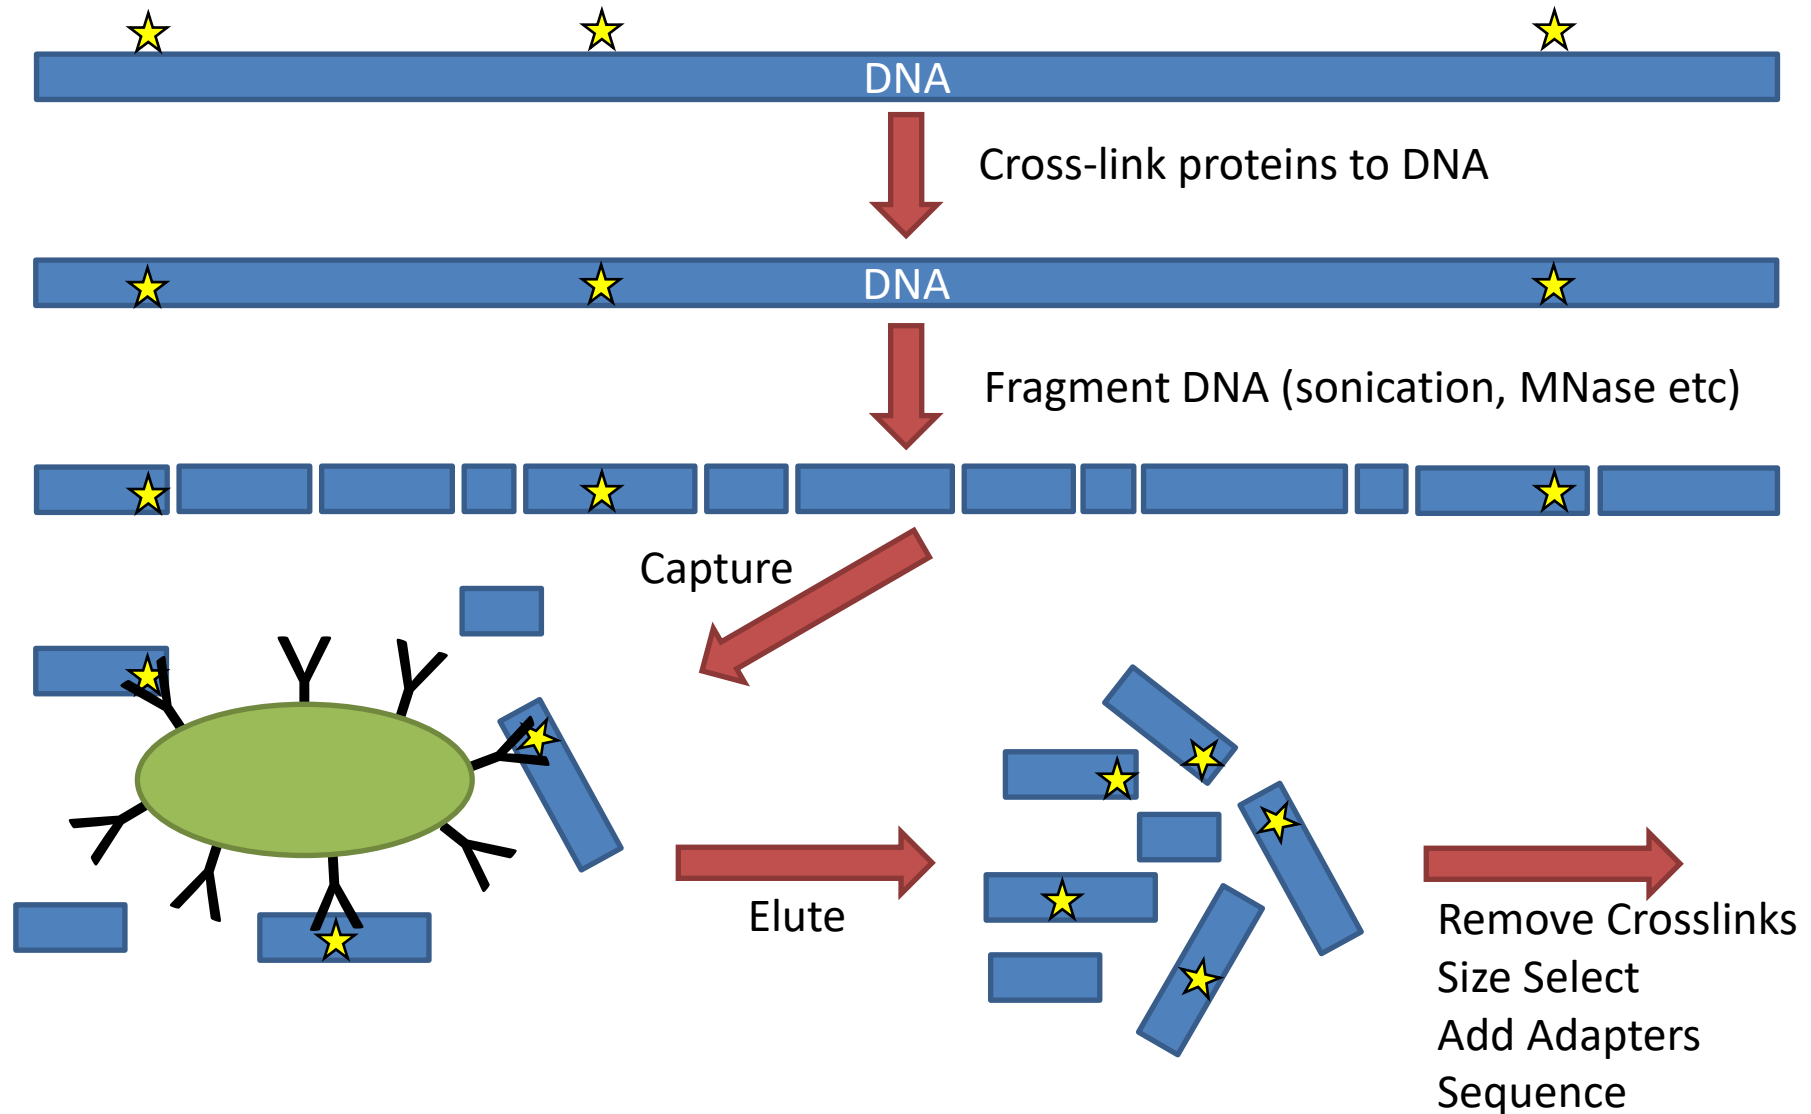 DNA
Cross-link proteins to DNA
DNA
Fragment DNA (sonication, MNase etc)
Capture
Elute
Remove Crosslinks
Size Select
Add Adapters
Sequence